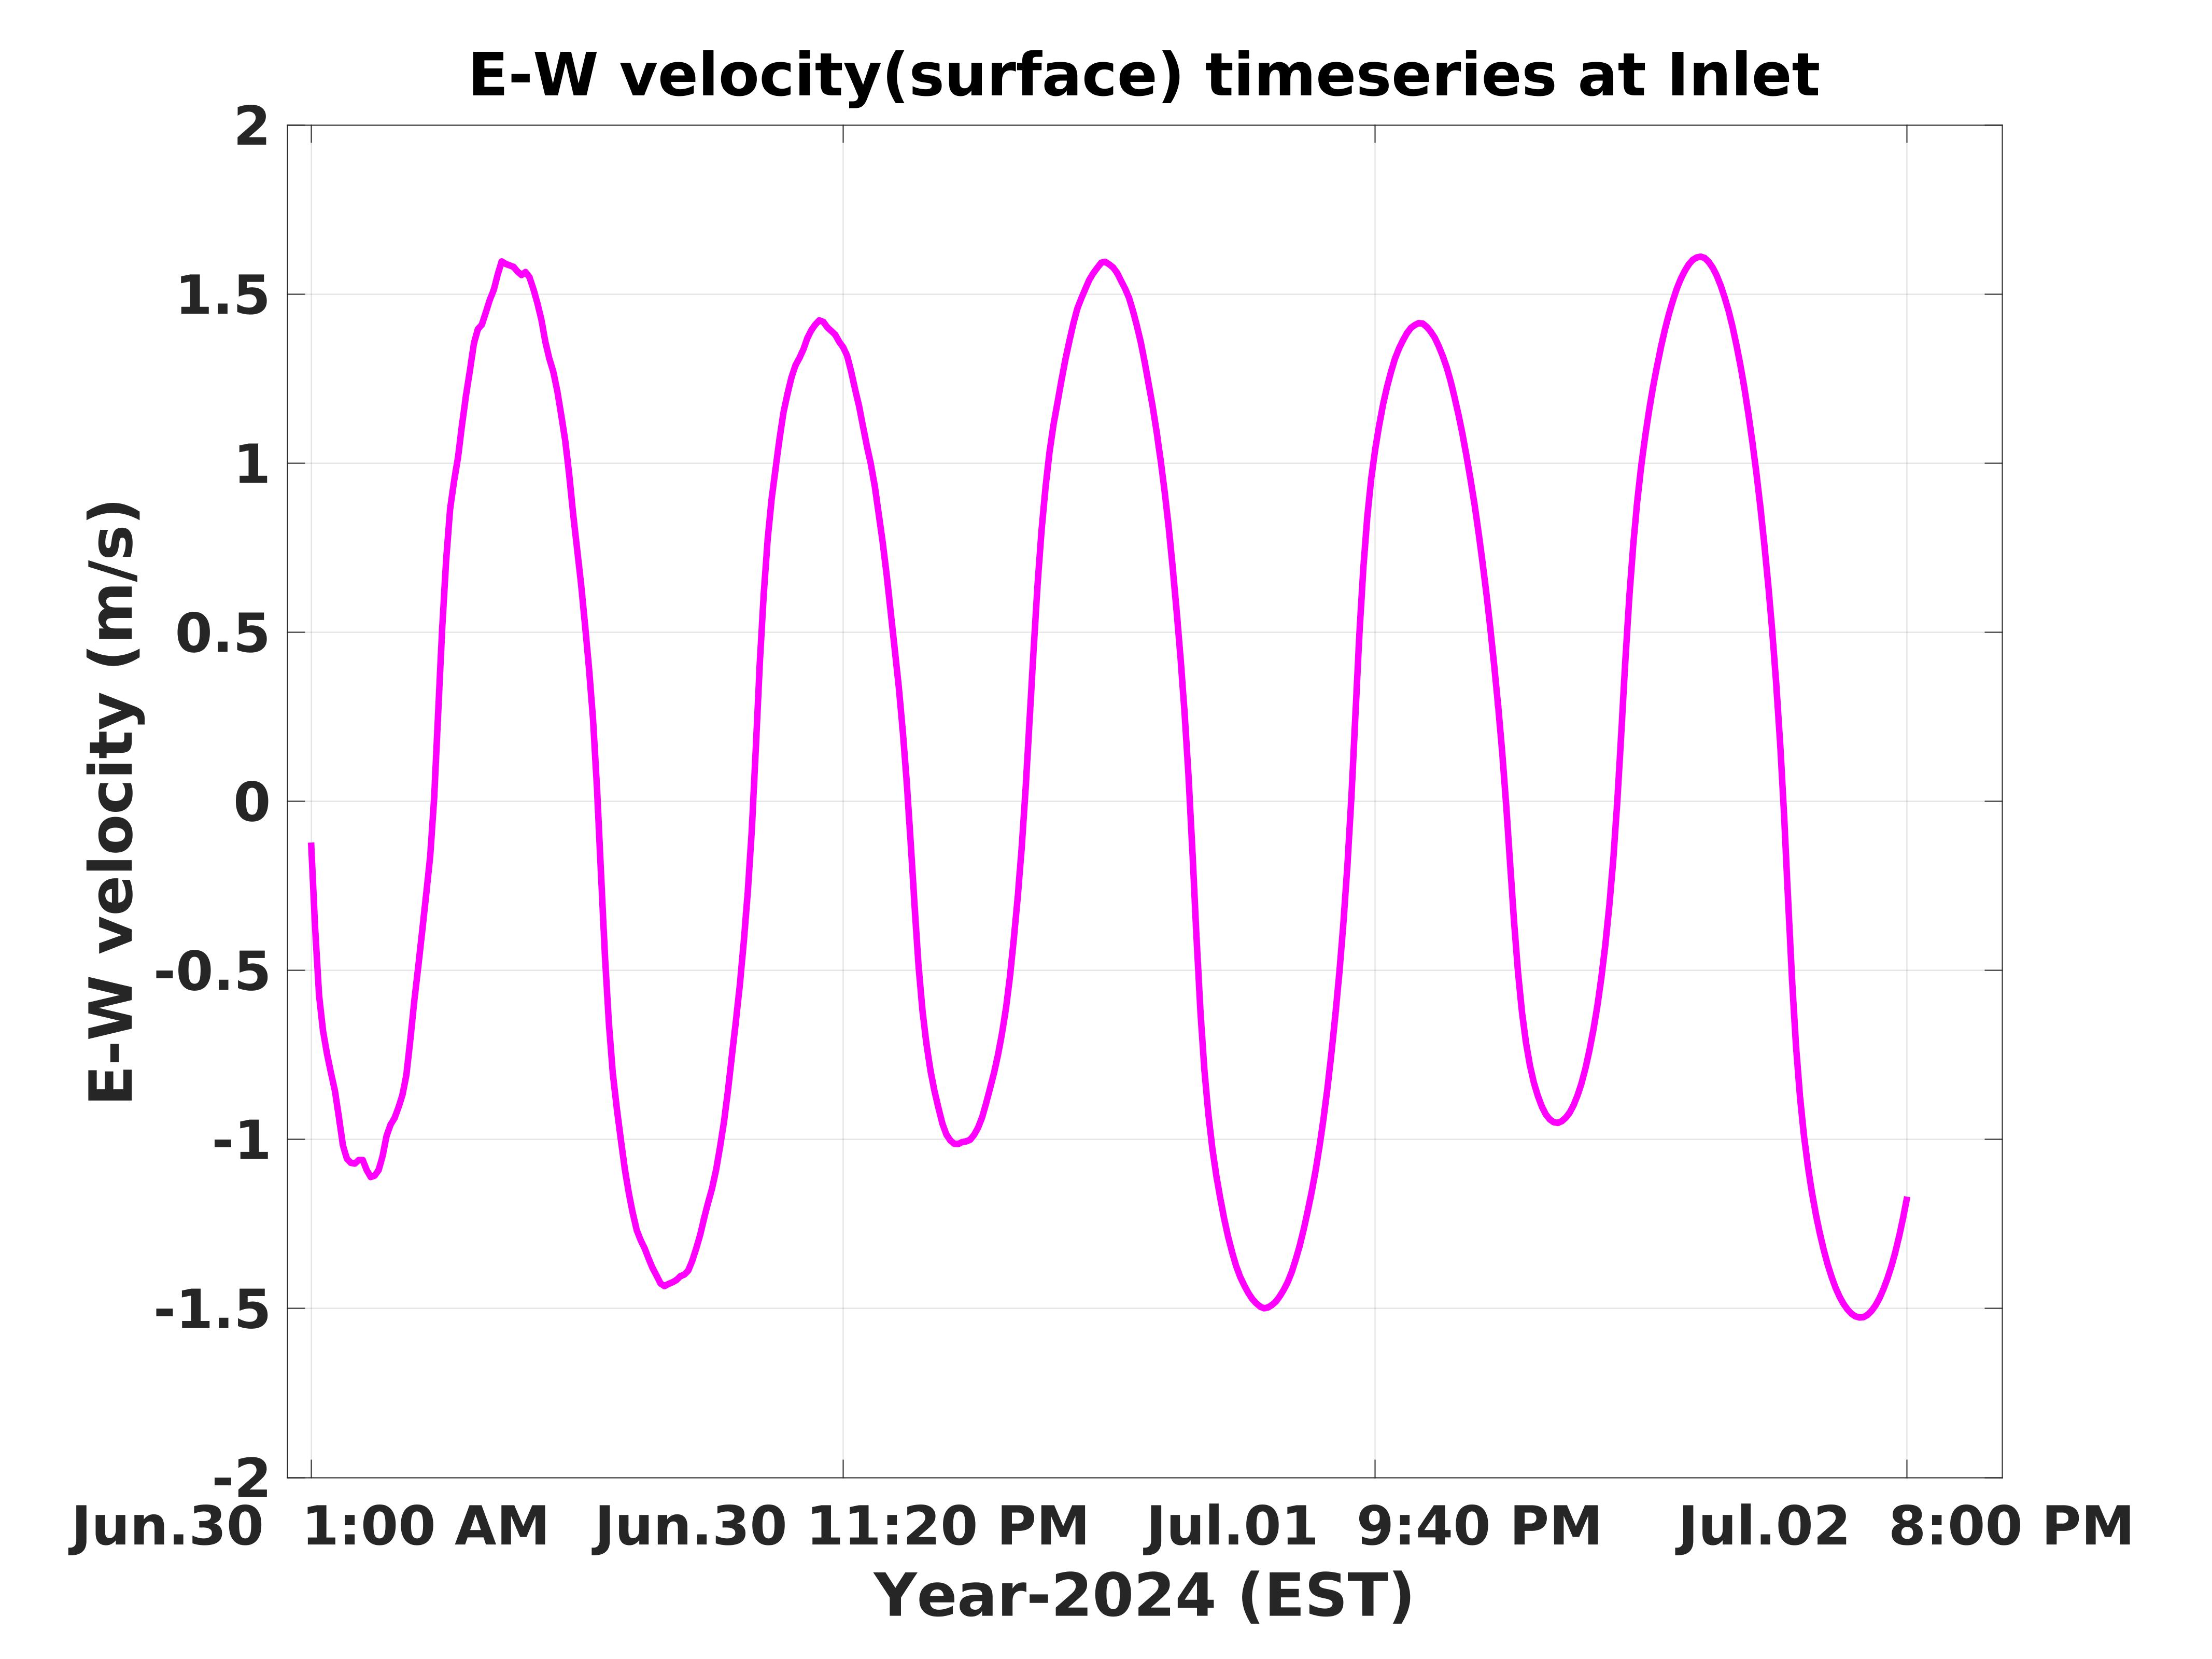 E-W velocity(surface) timeseries at Inlet
E-W velocity (m/s)
2
1.5
1
0.5
0
-0.5
-1
-1.5
-2
Jun.30 1:00 AM Jun.30 11:20 PM Jul.01 9:40 PM Jul.02 8:00 PM
Year-2024 (EST)